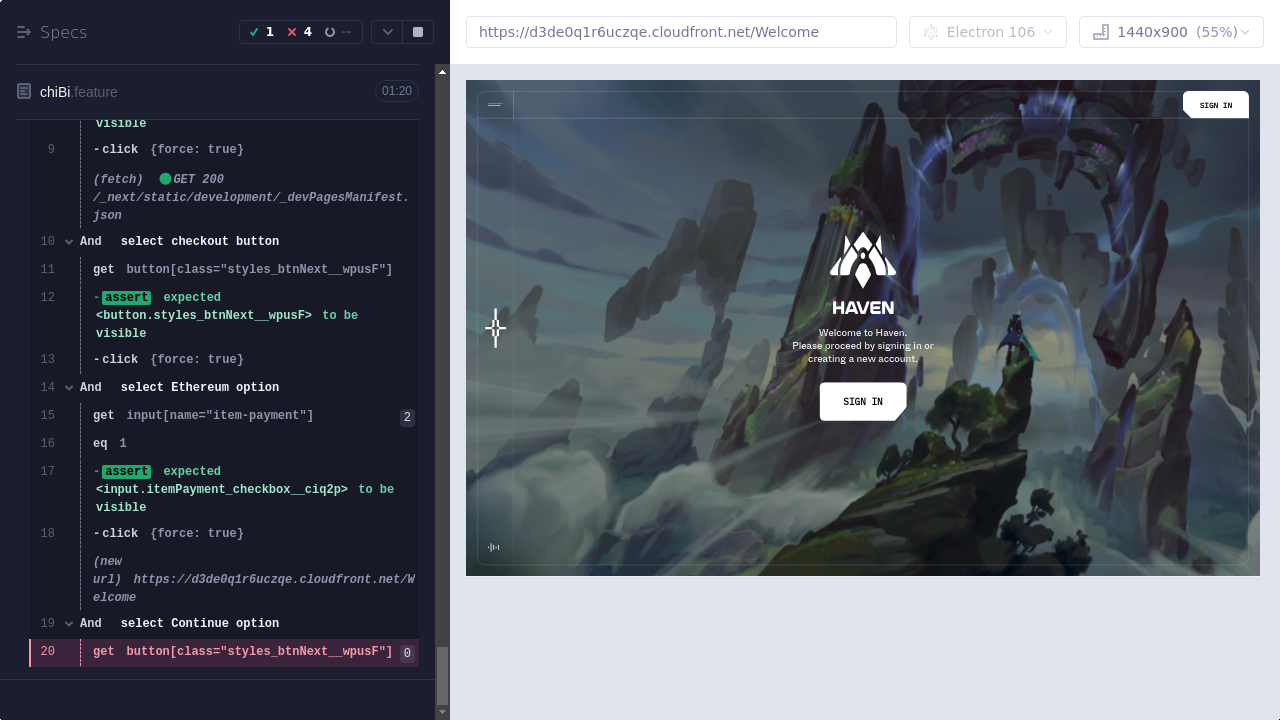 Specs
1 4 --
https://d3de0q1r6uczqe.cloudfront.net/Welcome
Electron 106
1440x900 (55%)
chiBi.feature
01:20
visible
9 -click {force: true}
(fetch) GET 200
/_next/static/development/_devPagesManifest.
json
10 And select checkout button
11 get button[class="styles_btnNext__wpusF"]
12 -assert expected
<button.styles_btnNext__wpusF> to be
visible
13 -click {force: true}
14 And select Ethereum option
15 get input[name="item-payment"] 2
16 eq 1
17 -assert expected
<input.itemPayment_checkbox__ciq2p> to be
visible
18 -click {force: true}
(new
url) https://d3de0q1r6uczqe.cloudfront.net/W
elcome
19 And select Continue option
20 get button[class="styles_btnNext__wpusF"] 0
SIGN IN
HAVEN
Welcome to Haven.
Please proceed by signing in or
creating a new account.
SIGN IN